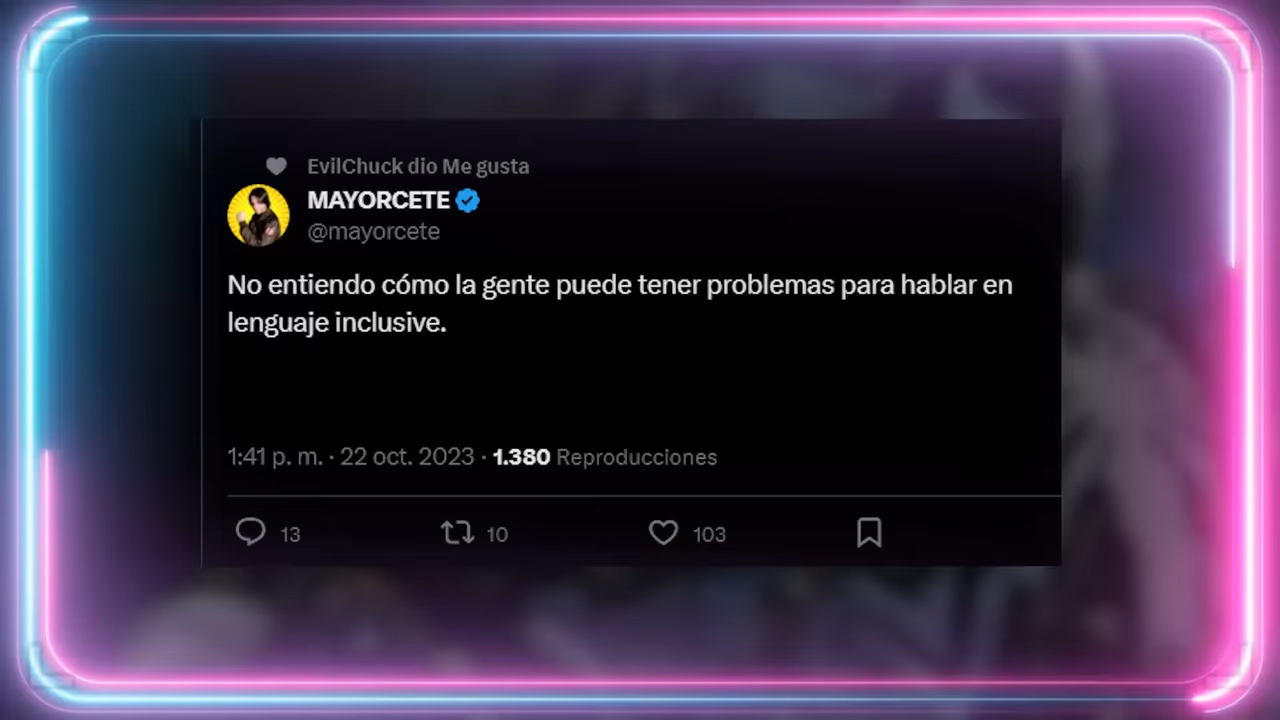 EvilChuck dio Me gusta
MAYORCETE
@mayorcete
No entiendo cómo la gente puede tener problemas para hablar en
lenguaje inclusive.
1:41 p. m. · 22 oct. 2023 · 1.380 Reproducciones
13 10 103